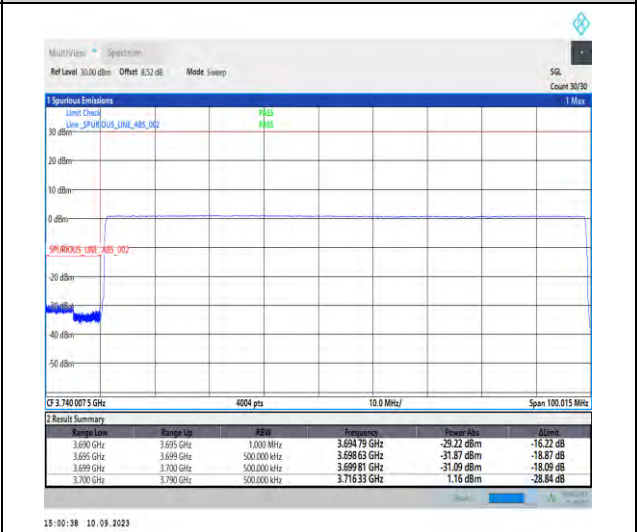 MultiView Spectrum
Ref Level 30.00 dBm Offset 8.52 dB Mode Sweep SGL
Count 30/30
1 Spurious Emissions 1 Max
Limit Check PASS
Line _SPURIOUS_LINE_ABS_002 PASS
30 dBm
20 dBm
10 dBm
0 dBm
SPURIOUS_LINE_ABS_002
-20 dBm
-30 dBm
-40 dBm
-50 dBm
CF 3.740 007 5 GHz 4004 pts 10.0 MHz/ Span 100.015 MHz
2 Result Summary
Range Low Range Up RBW Frequency Power Abs ΔLimit
3.690 GHz 3.695 GHz 1.000 MHz 3.694 79 GHz -29.22 dBm -16.22 dB
3.695 GHz 3.699 GHz 500.000 kHz 3.698 63 GHz -31.87 dBm -18.87 dB
3.699 GHz 3.700 GHz 500.000 kHz 3.699 81 GHz -31.09 dBm -18.09 dB
3.700 GHz 3.790 GHz 500.000 kHz 3.716 33 GHz 1.16 dBm -28.84 dB
15:00:38 10.09.2023